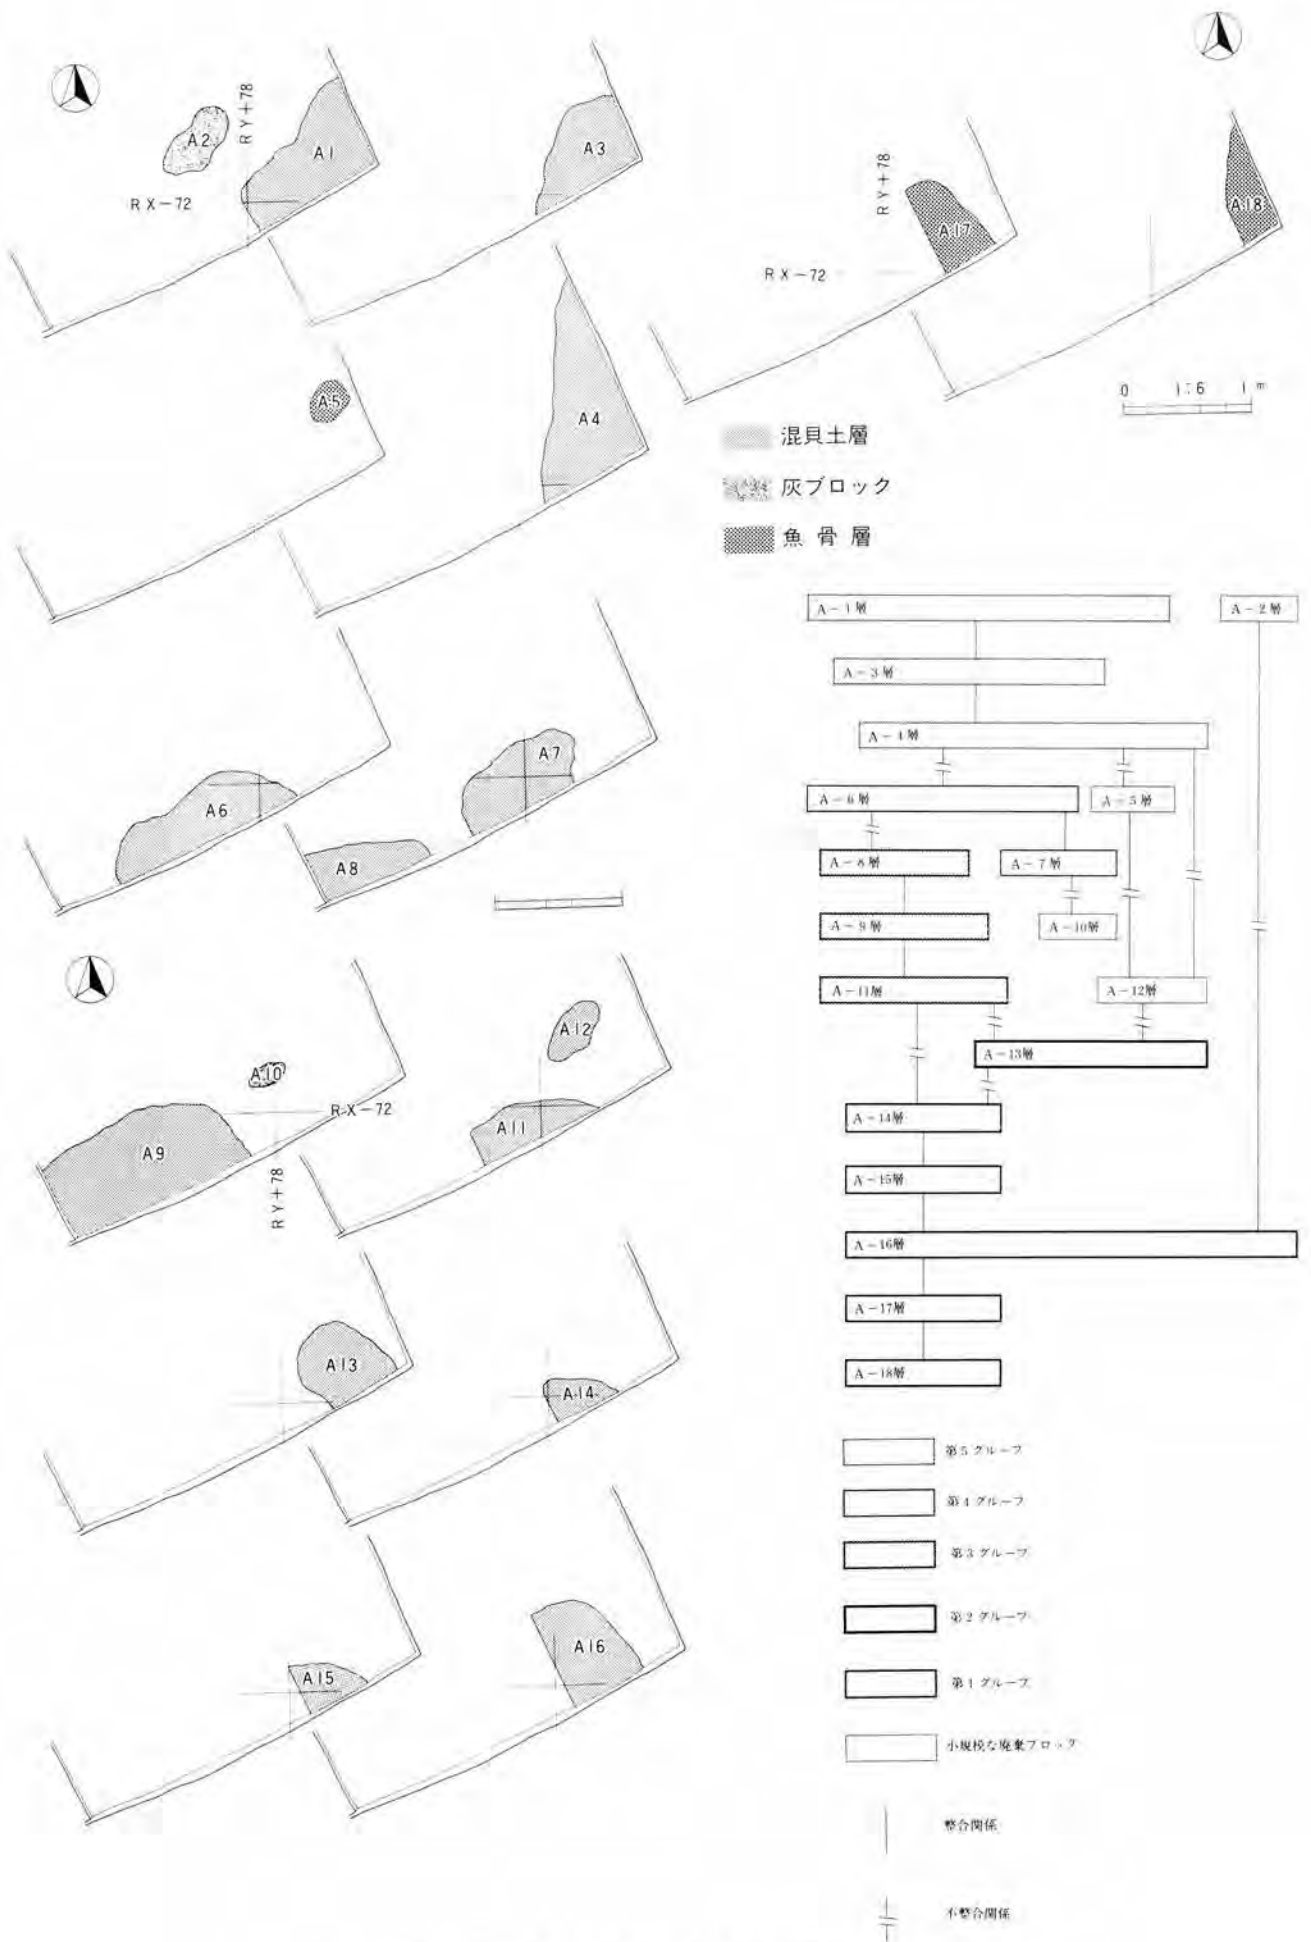 A2
RY+78
A1
RX-72
A3
A5
A4
A6
A7
A8
A10
RX-72
A9
RY+78
A12
A11
A13
A14
A15
A16
RY+78
A17
RX-72
A18
0 1:6 1 m
混貝土層
灰ブロック
魚骨層
A-1層
A-2層
A-3層
A-4層
A-6層
A-5層
A-8層
A-7層
A-9層
A-10層
A-11層
A-12層
A-13層
A-14層
A-15層
A-16層
A-17層
A-18層
第5グループ
第4グループ
第3グループ
第2グループ
第1グループ
小規模な廃棄ブロック
整合関係
不整合関係